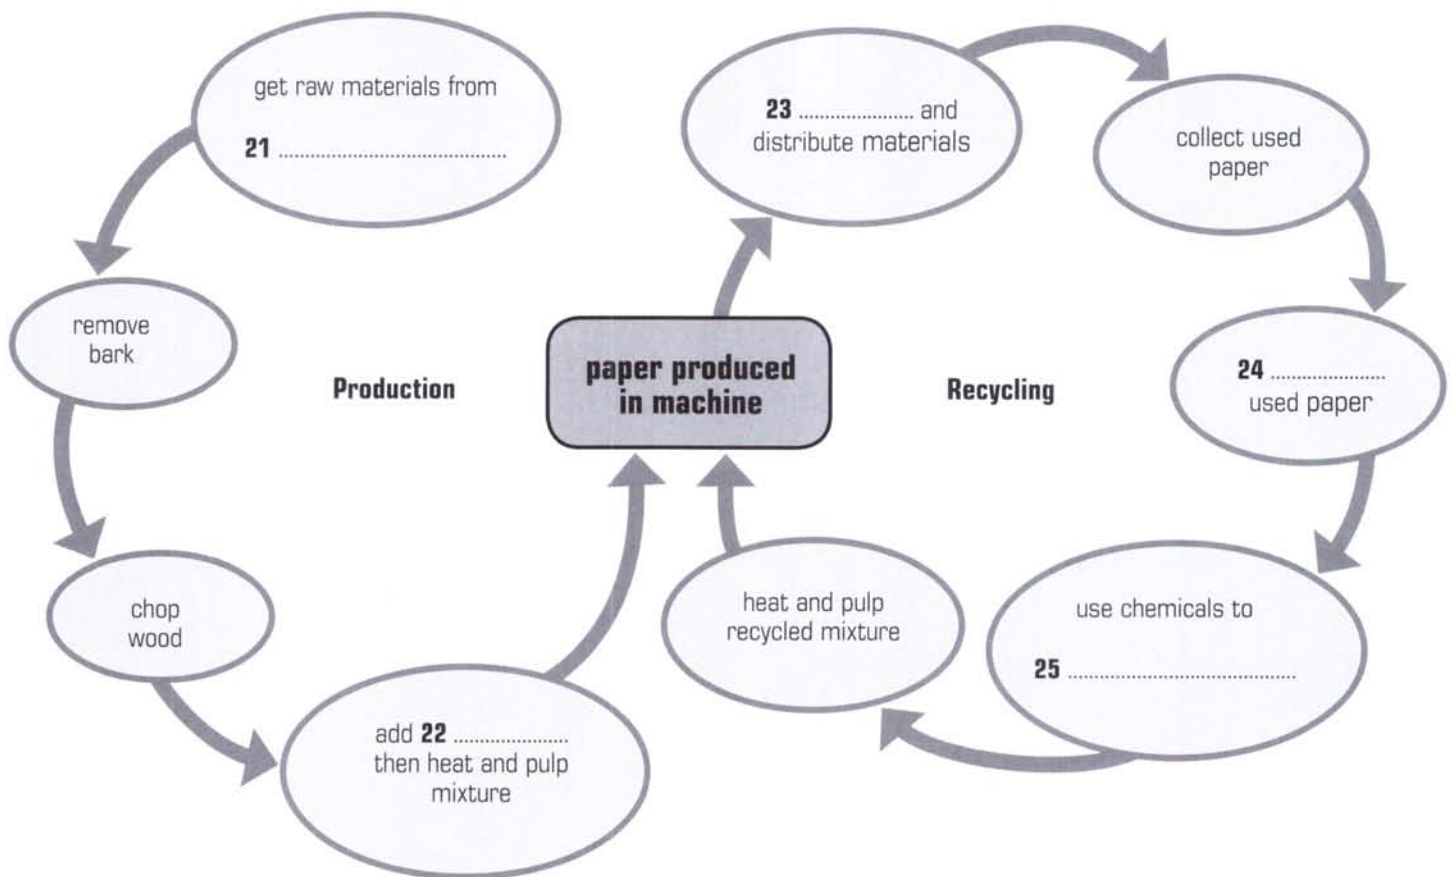 get raw materials from
21 ......................................
remove
bark
chop
wood
add 22 ...................
then heat and pulp
mixture
Production
paper produced
in machine
Recycling
23 ................... and
distribute materials
collect used
paper
24 ...................
used paper
use chemicals to
25 ......................................
heat and pulp
recycled mixture